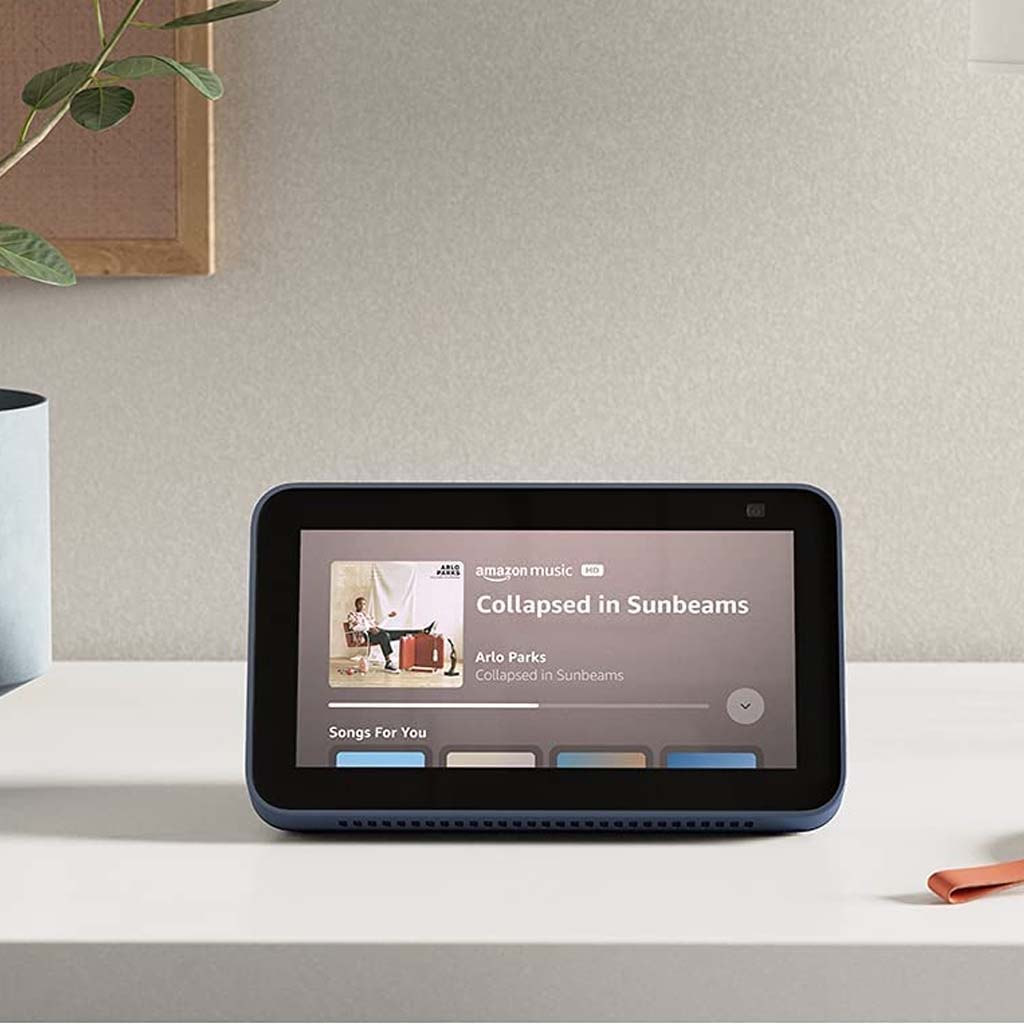 ARLO
PARKS
amazon music HD
Collapsed in Sunbeams
Arlo Parks
Collapsed in Sunbeams
Songs For You